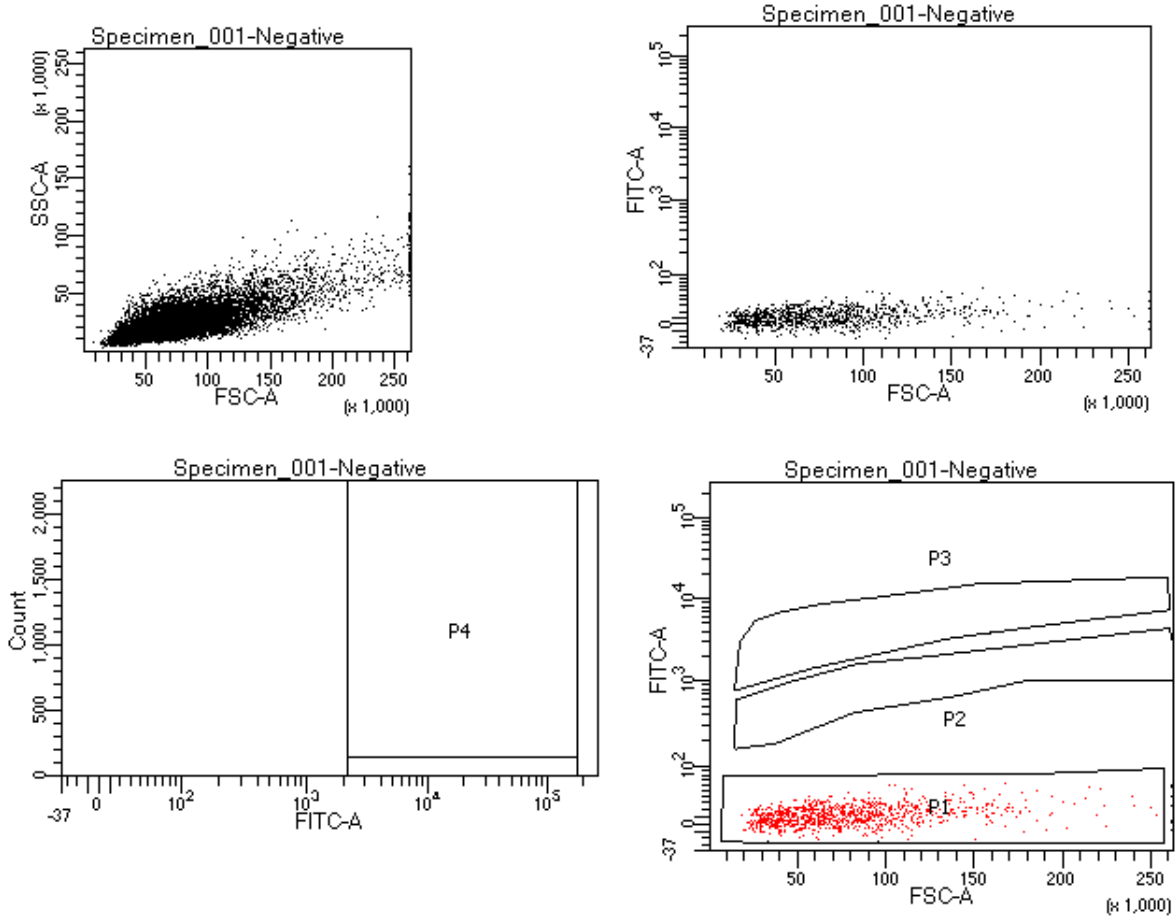 Specimen_001-Negative
(x 1,000)
250
200
150
100
50
SSC-A
50 100 150 200 250
FSC-A
(x 1,000)
Specimen_001-Negative
10^5
10^4
10^3
10^2
0
-37
FITC-A
50 100 150 200 250
FSC-A
(x 1,000)
Specimen_001-Negative
2,000
1,500
1,000
500
0
Count
P4
-37 0 10^2 10^3 10^4 10^5
FITC-A
Specimen_001-Negative
10^5
10^4
10^3
10^2
0
-37
FITC-A
P3
P2
P1
50 100 150 200 250
FSC-A
(x 1,000)